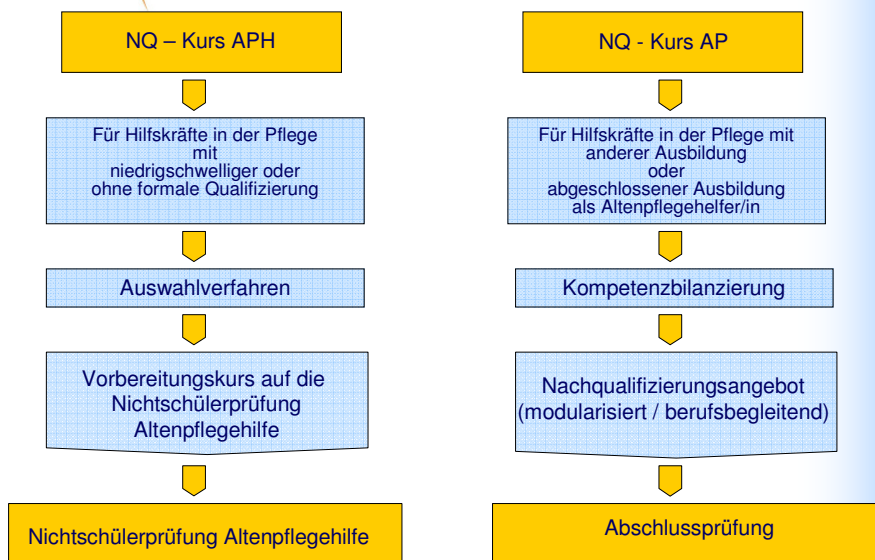 NQ – Kurs APH
Für Hilfskräfte in der Pflege
mit
niedrigschwelliger oder
ohne formale Qualifizierung
Auswahlverfahren
Vorbereitungskurs auf die
Nichtschülerprüfung
Altenpflegehilfe
Nichtschülerprüfung Altenpflegehilfe
NQ - Kurs AP
Für Hilfskräfte in der Pflege mit
anderer Ausbildung
oder
abgeschlossener Ausbildung
als Altenpflegehelfer/in
Kompetenzbilanzierung
Nachqualifizierungsangebot
(modularisiert / berufsbegleitend)
Abschlussprüfung